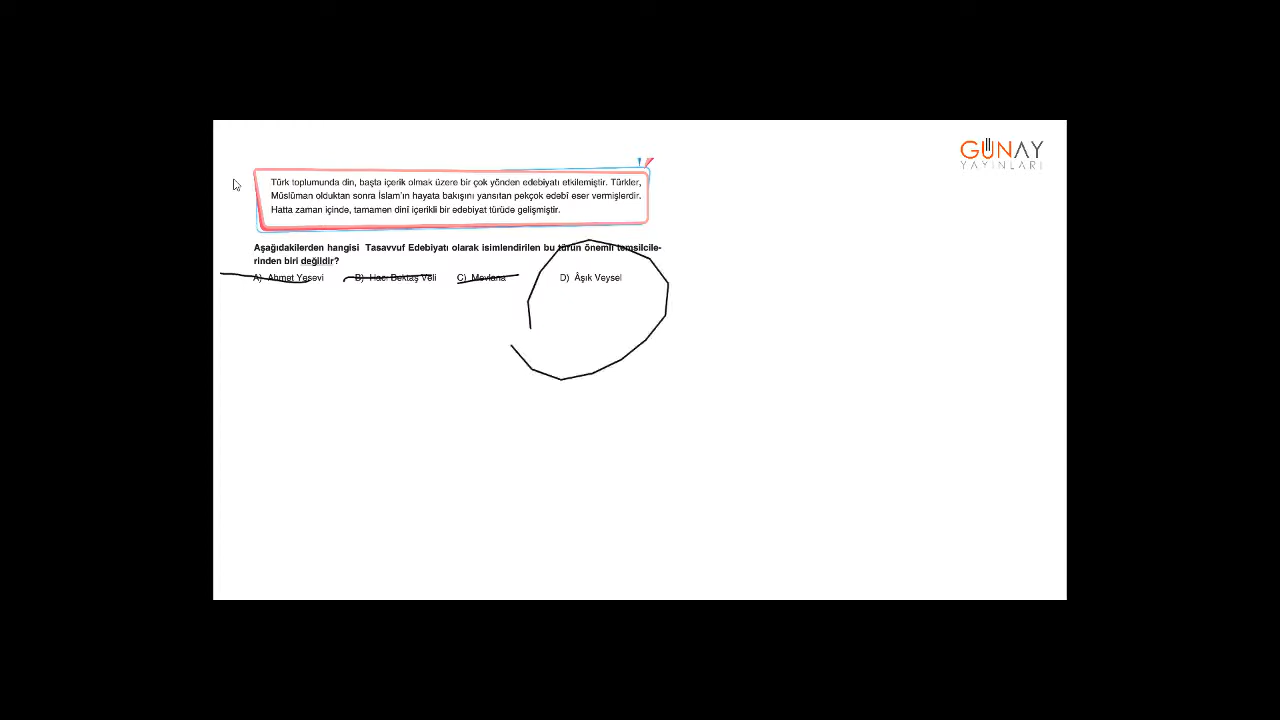 GÜNAY
YAYINLARI
Türk toplumunda din, başta içerik olmak üzere bir çok yönden edebiyatı etkilemiştir. Türkler,
Müslüman olduktan sonra İslam'ın hayata bakışını yansıtan pekçok edebî eser vermişlerdir.
Hatta zaman içinde, tamamen dinî içerikli bir edebiyat türüde gelişmiştir.
Aşağıdakilerden hangisi Tasavvuf Edebiyatı olarak isimlendirilen bu türün önemli temsilcile-
rinden biri değildir?
A) Ahmet Yesevi B) Hacı Bektaş Veli C) Mevlana D) Âşık Veysel